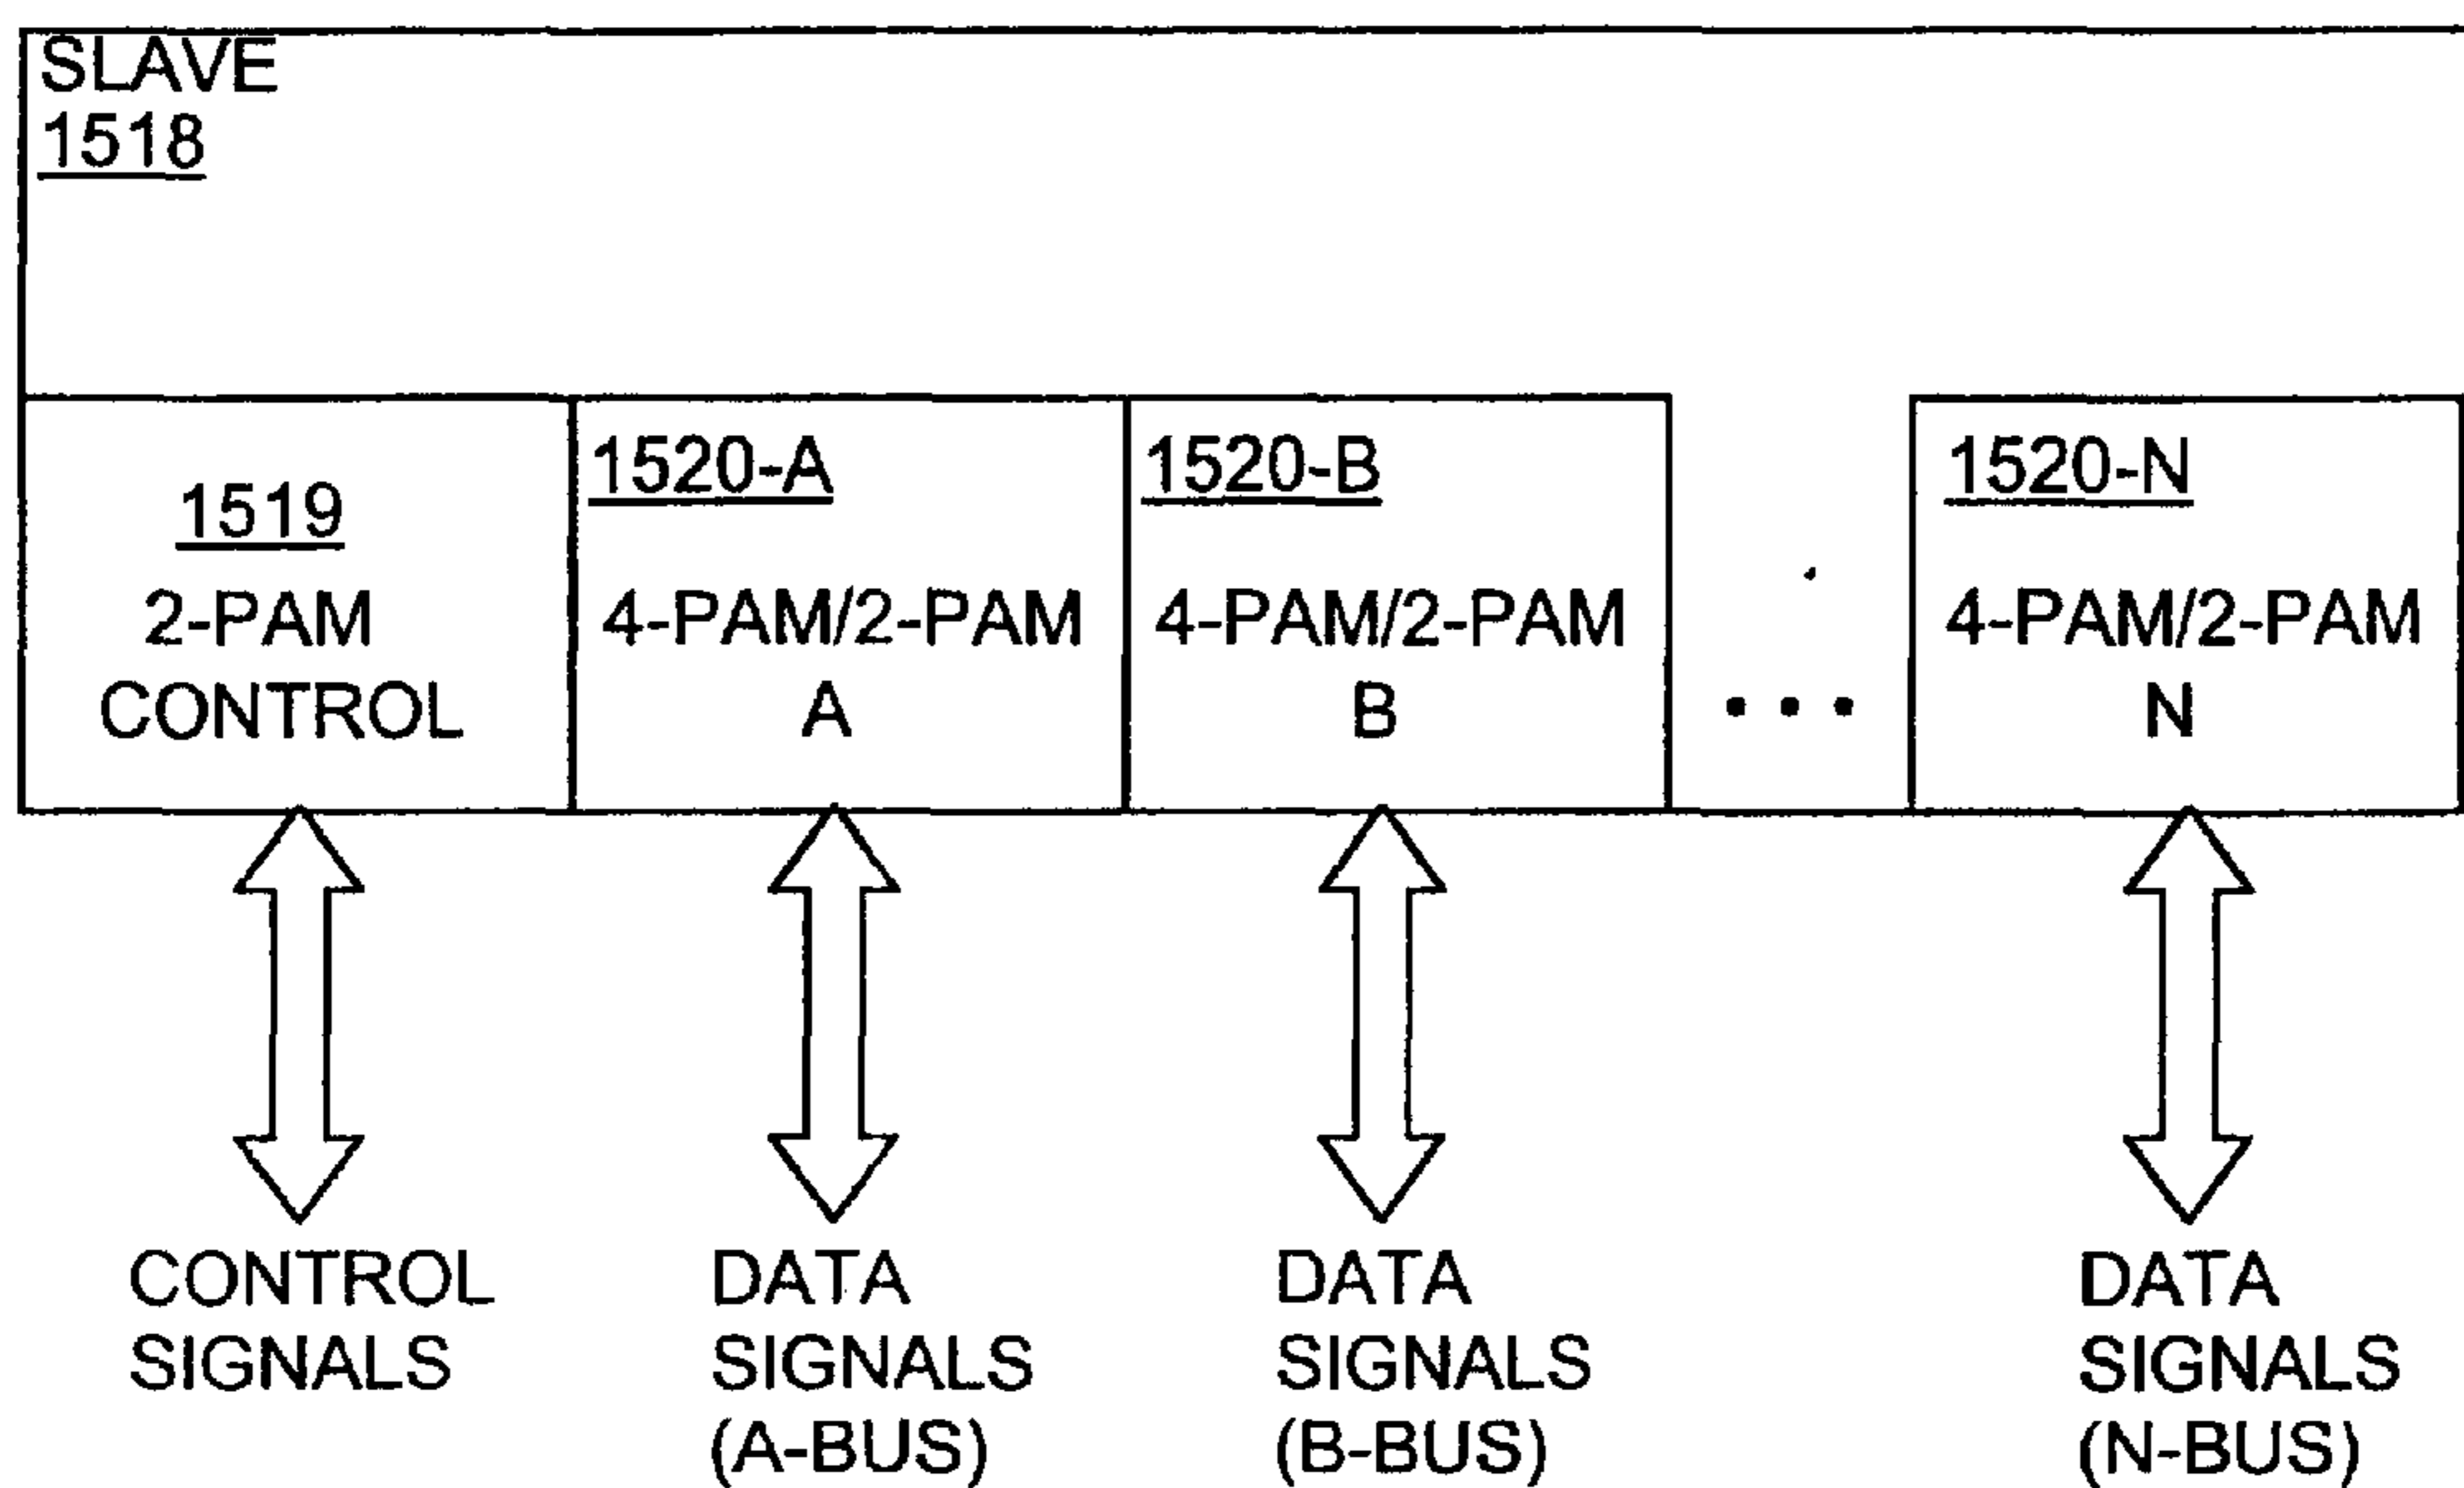 SLAVE
1518
1519
2-PAM
CONTROL
1520-A
4-PAM/2-PAM
A
1520-B
4-PAM/2-PAM
B
...
1520-N
4-PAM/2-PAM
N
CONTROL
SIGNALS
DATA
SIGNALS
(A-BUS)
DATA
SIGNALS
(B-BUS)
DATA
SIGNALS
(N-BUS)